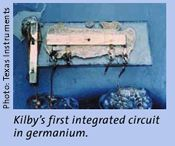 Photo: Texas Instruments
Kilby's first integrated circuit
in germanium.